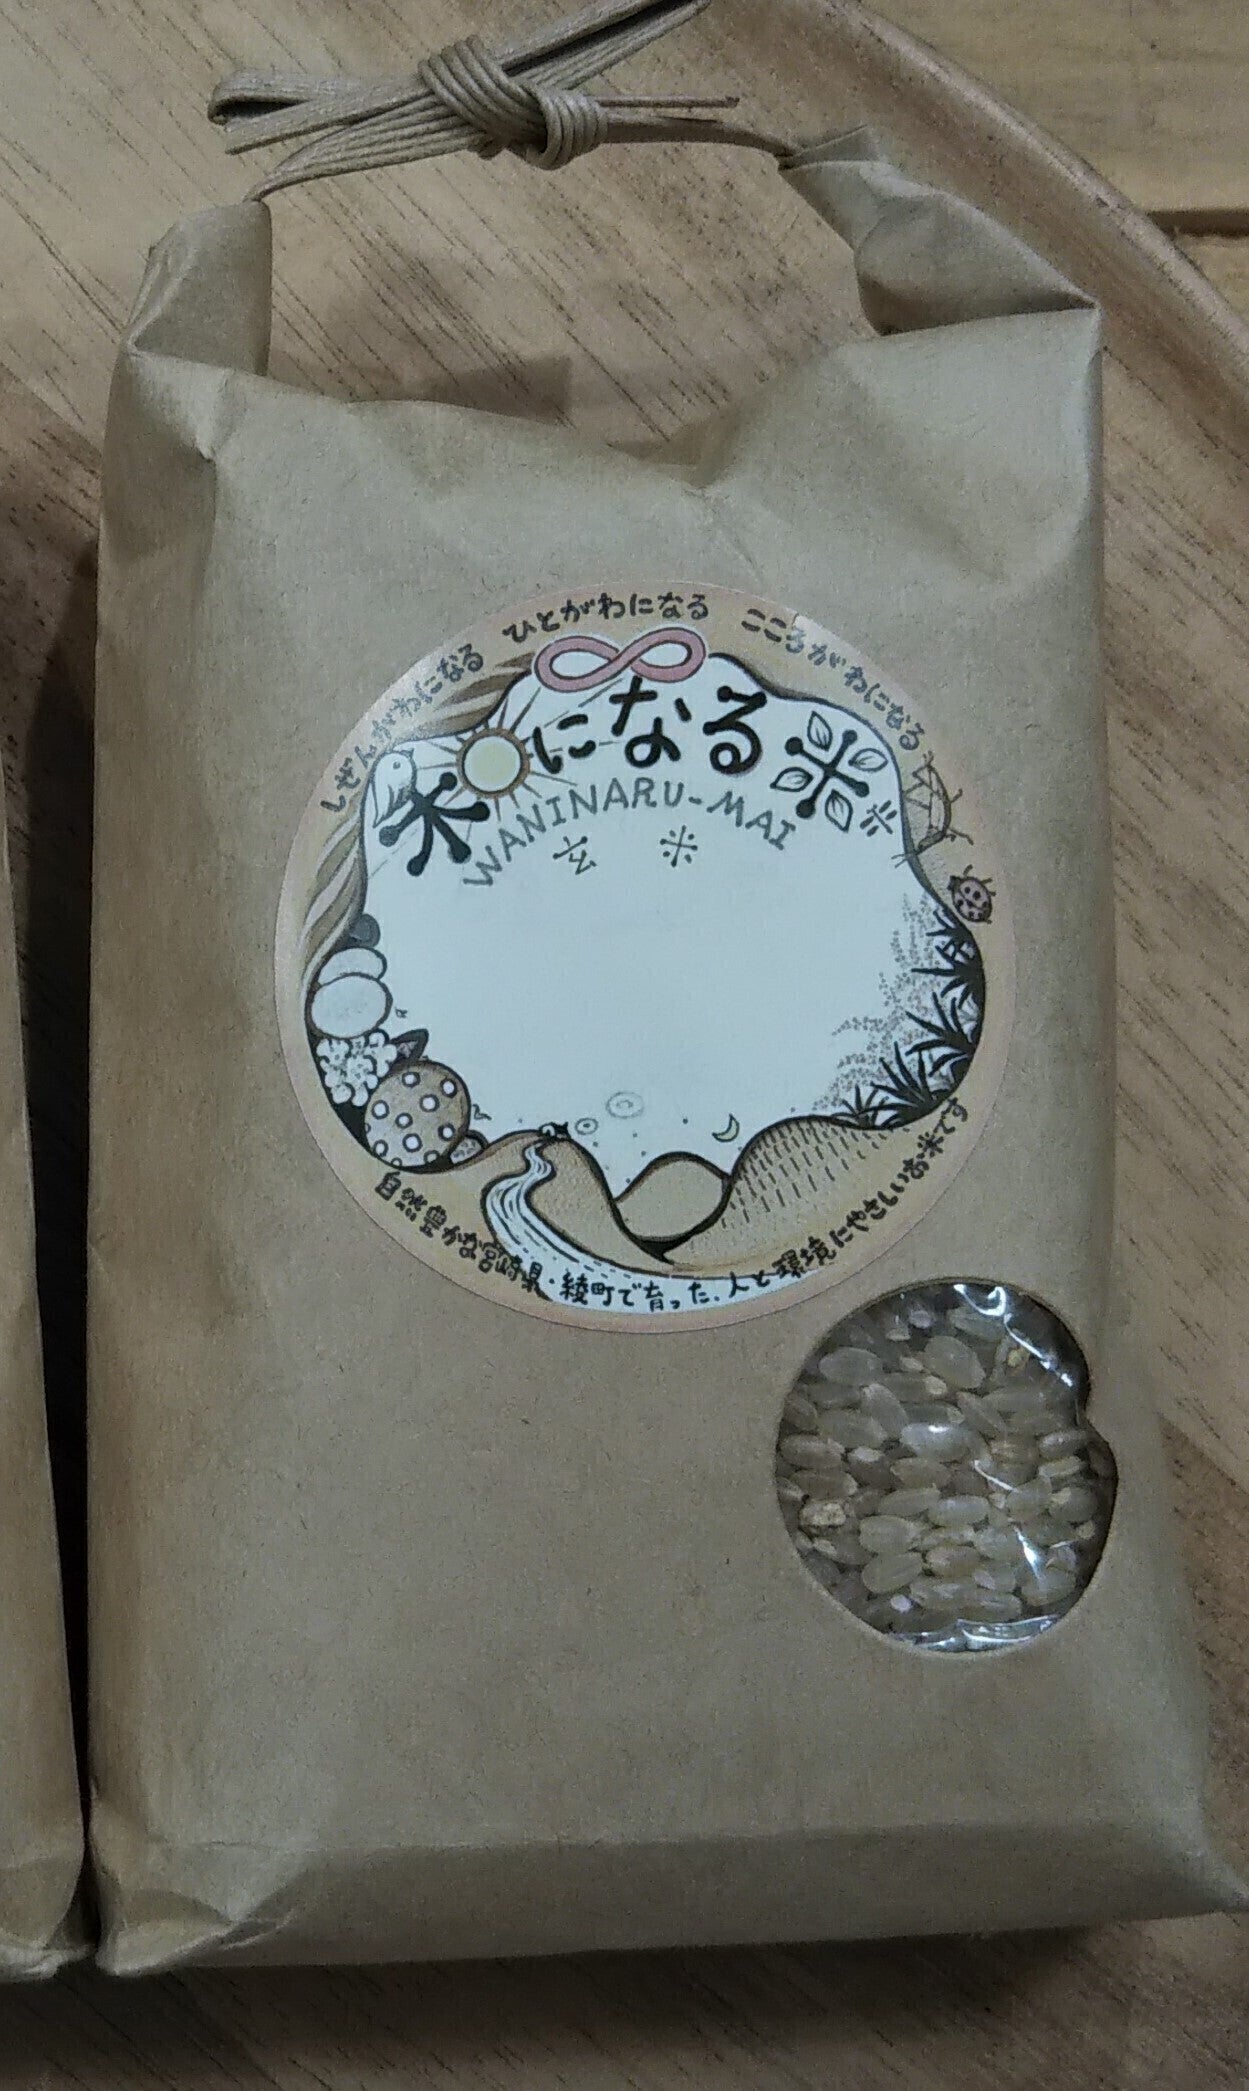 しぜんがわになる ひとがわになる こころがわになる
和になる米
WANINARU-MAI
玄米
自然豊かな宮崎県・綾町で育った、人と環境にやさしいお米です